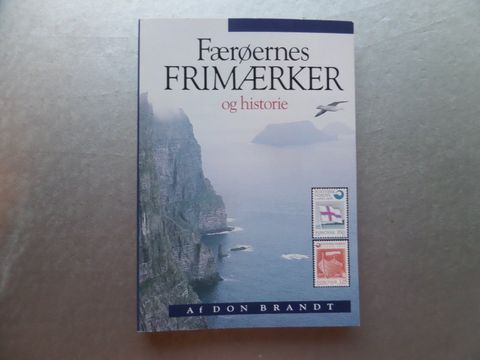 Færøernes
FRIMÆRKER
og historie
Af DON BRANDT